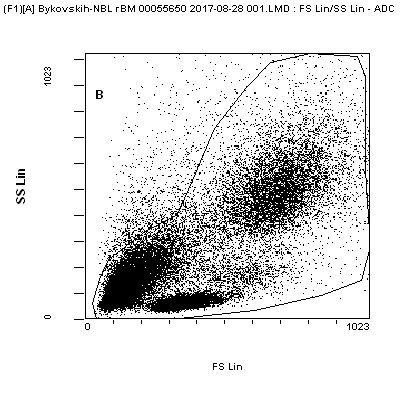 (F1)[A] Bykovskih-NBL rBM 00055650 2017-08-28 001.LMD : FS Lin/SS Lin - ADC
1023
B
SS Lin
0
0
1023
FS Lin